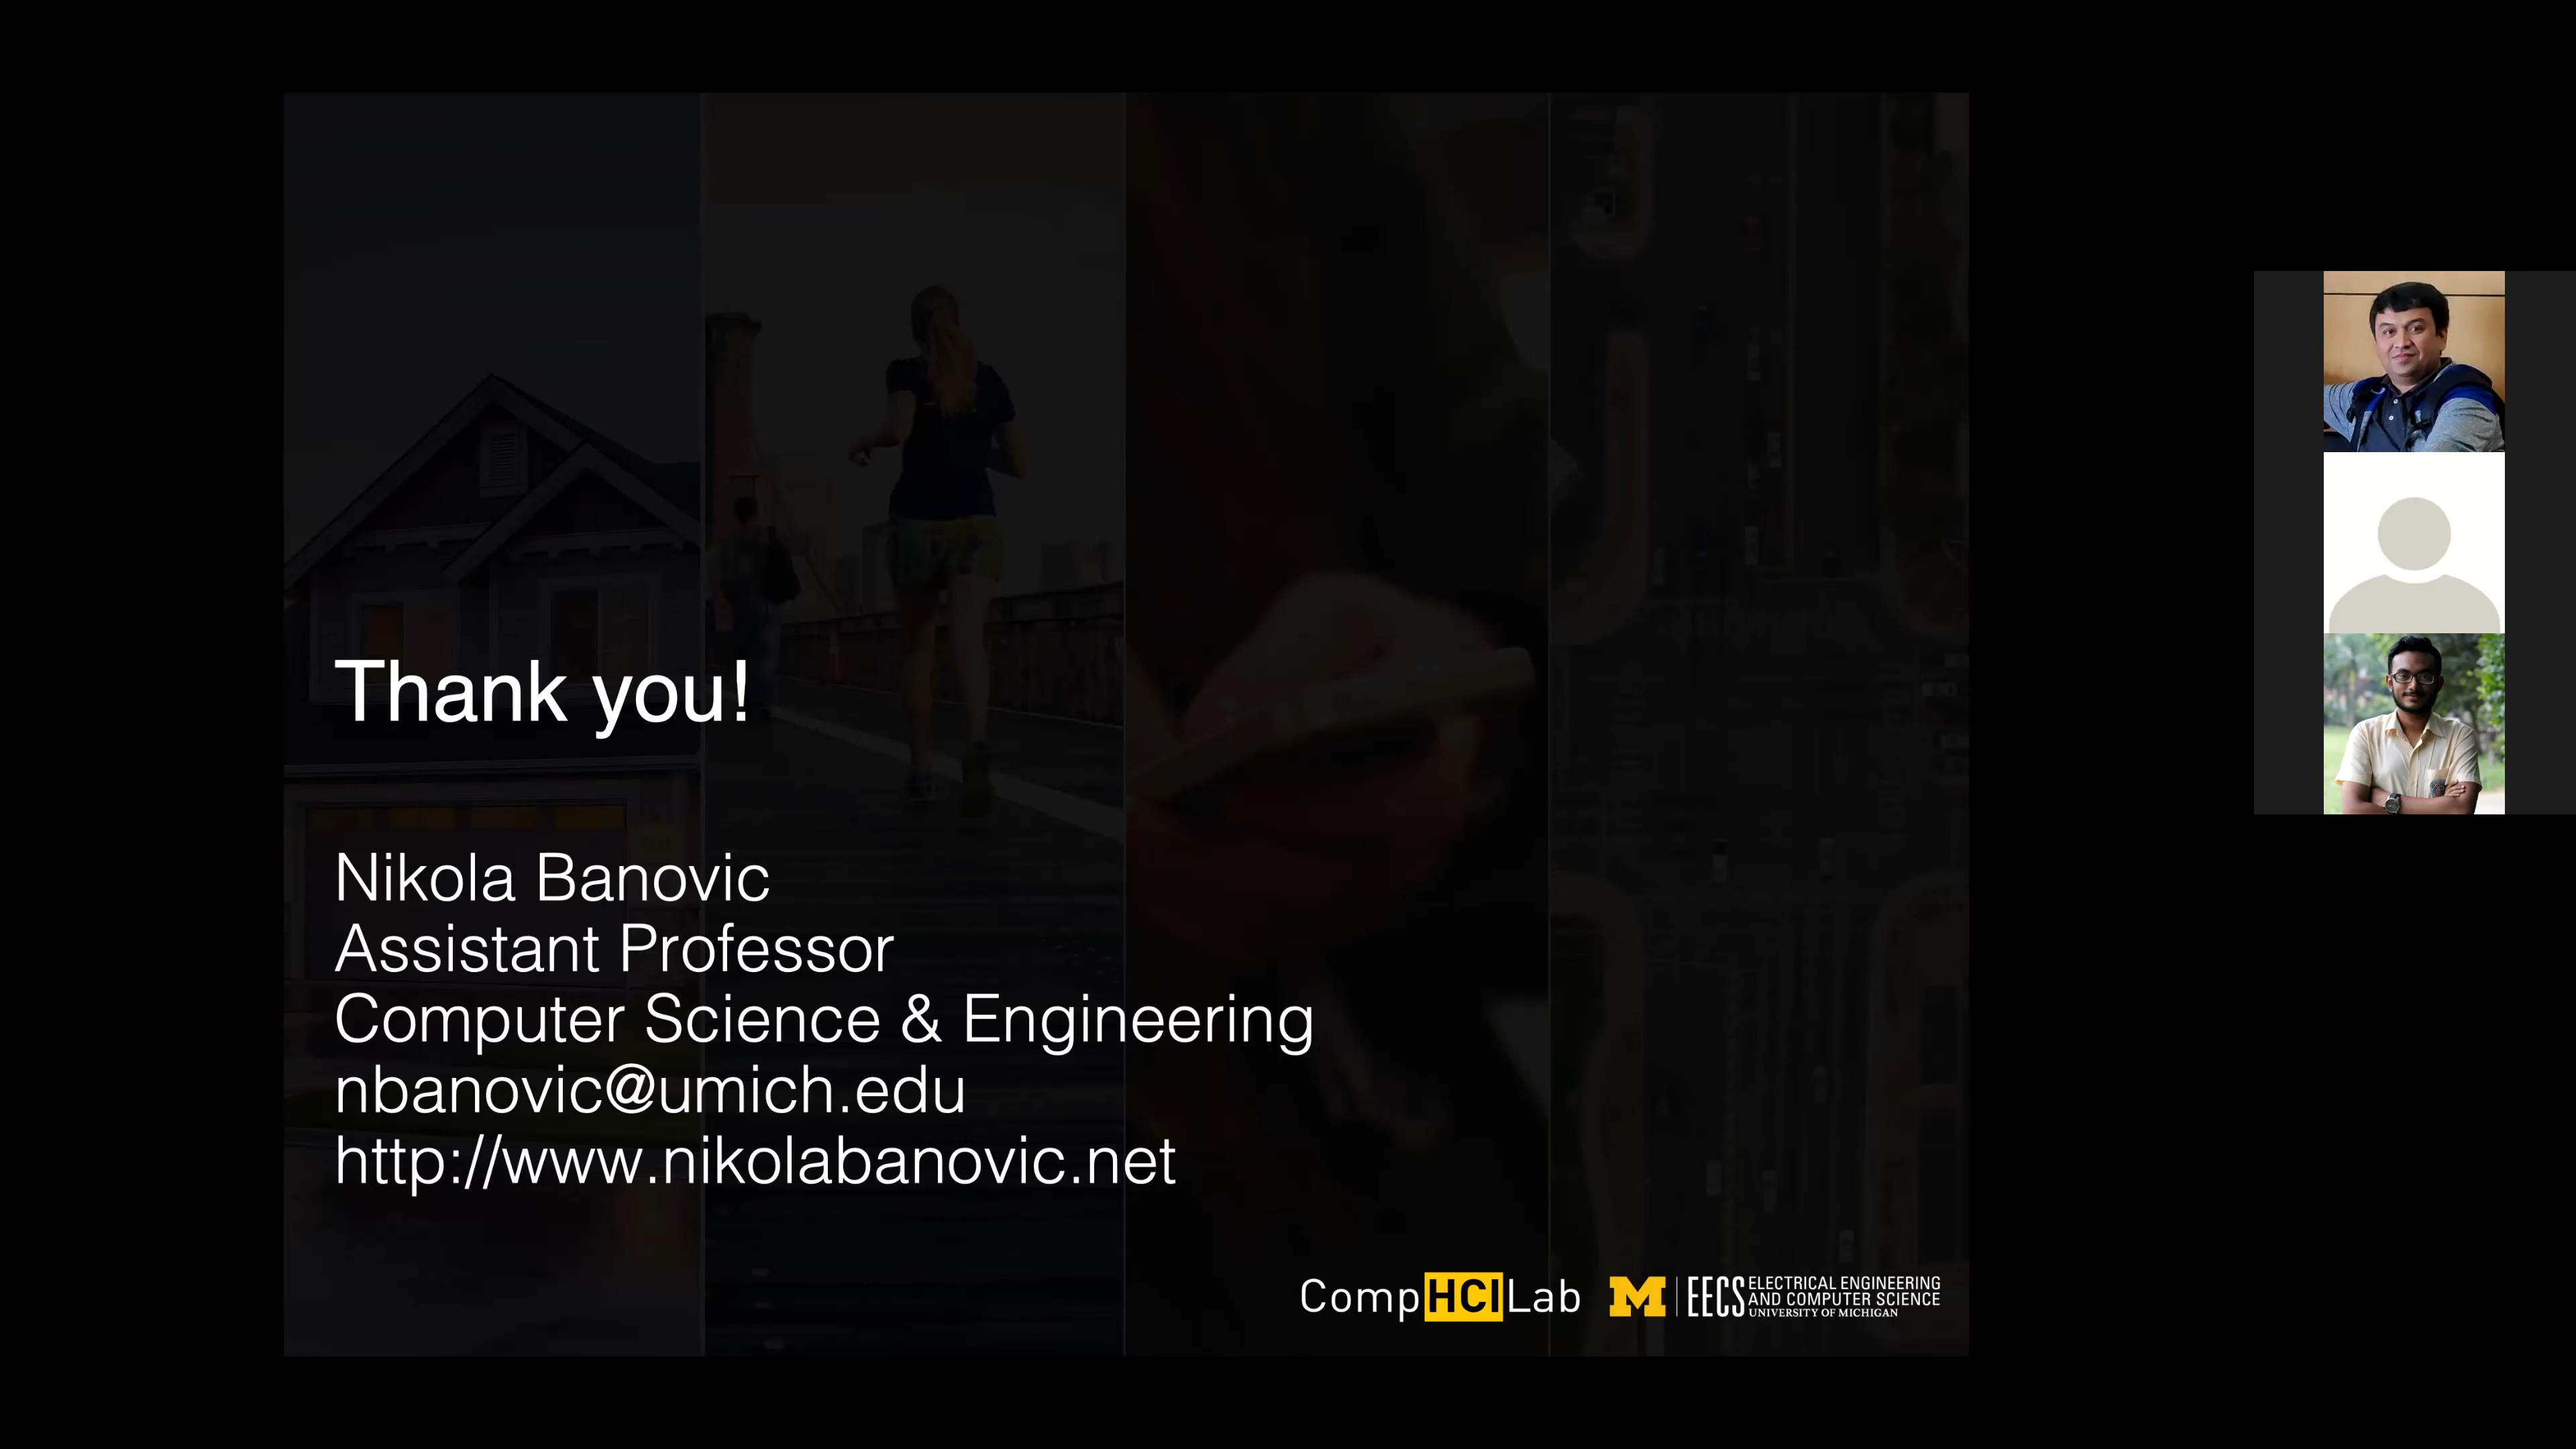 Thank you!
Nikola Banovic
Assistant Professor
Computer Science & Engineering
nbanovic@umich.edu
http://www.nikolabanovic.net
CompHCILab
M EECS ELECTRICAL ENGINEERING
AND COMPUTER SCIENCE
UNIVERSITY OF MICHIGAN